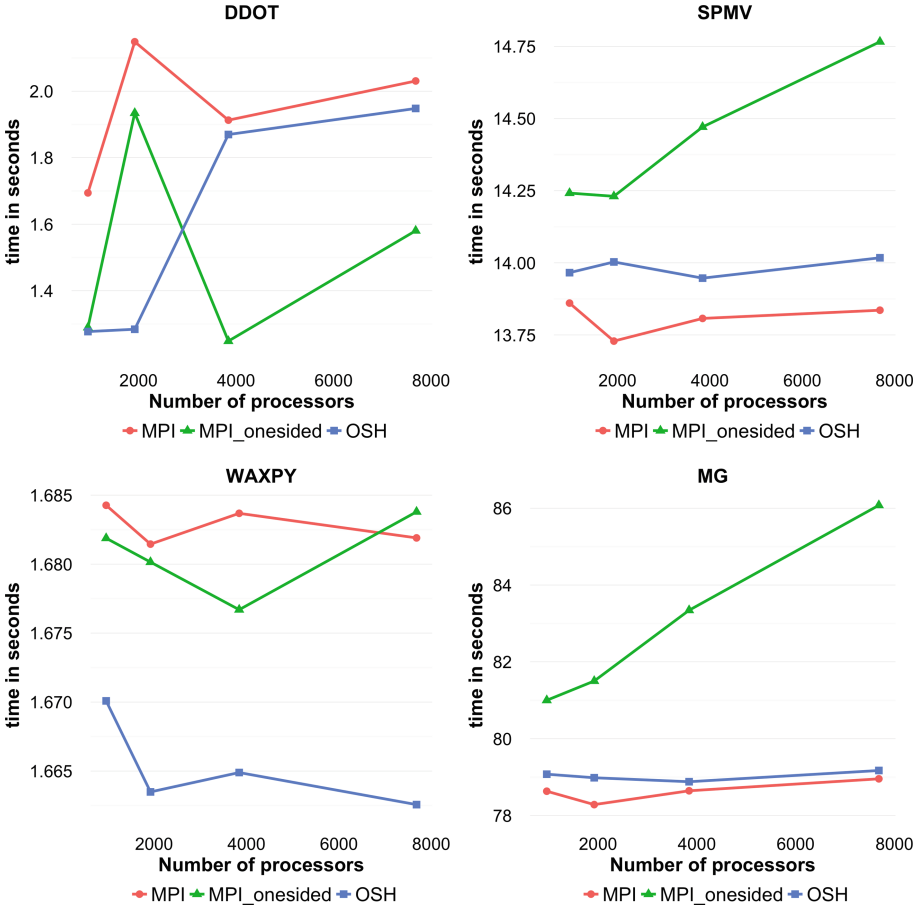 DDOT
time in seconds
2.0
1.8
1.6
1.4
2000 4000 6000 8000
Number of processors
MPI MPI_onesided OSH
SPMV
time in seconds
14.75
14.50
14.25
14.00
13.75
2000 4000 6000 8000
Number of processors
MPI MPI_onesided OSH
WAXPY
time in seconds
1.685
1.680
1.675
1.670
1.665
2000 4000 6000 8000
Number of processors
MPI MPI_onesided OSH
MG
time in seconds
86
84
82
80
78
2000 4000 6000 8000
Number of processors
MPI MPI_onesided OSH